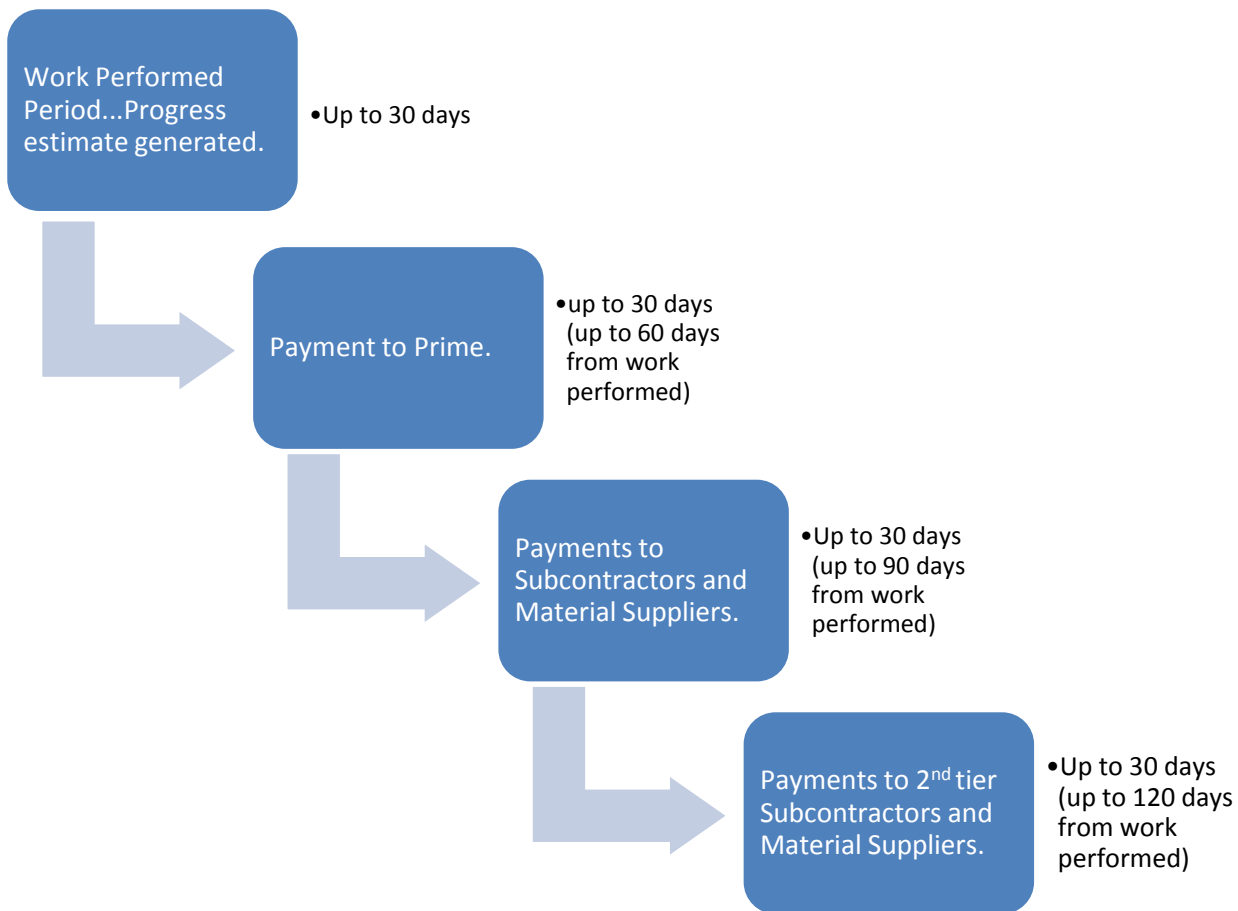 Work Performed
Period...Progress
estimate generated.
•Up to 30 days
Payment to Prime.
•up to 30 days
(up to 60 days
from work
performed)
Payments to
Subcontractors and
Material Suppliers.
•Up to 30 days
(up to 90 days
from work
performed)
Payments to 2nd tier
Subcontractors and
Material Suppliers.
•Up to 30 days
(up to 120 days
from work
performed)